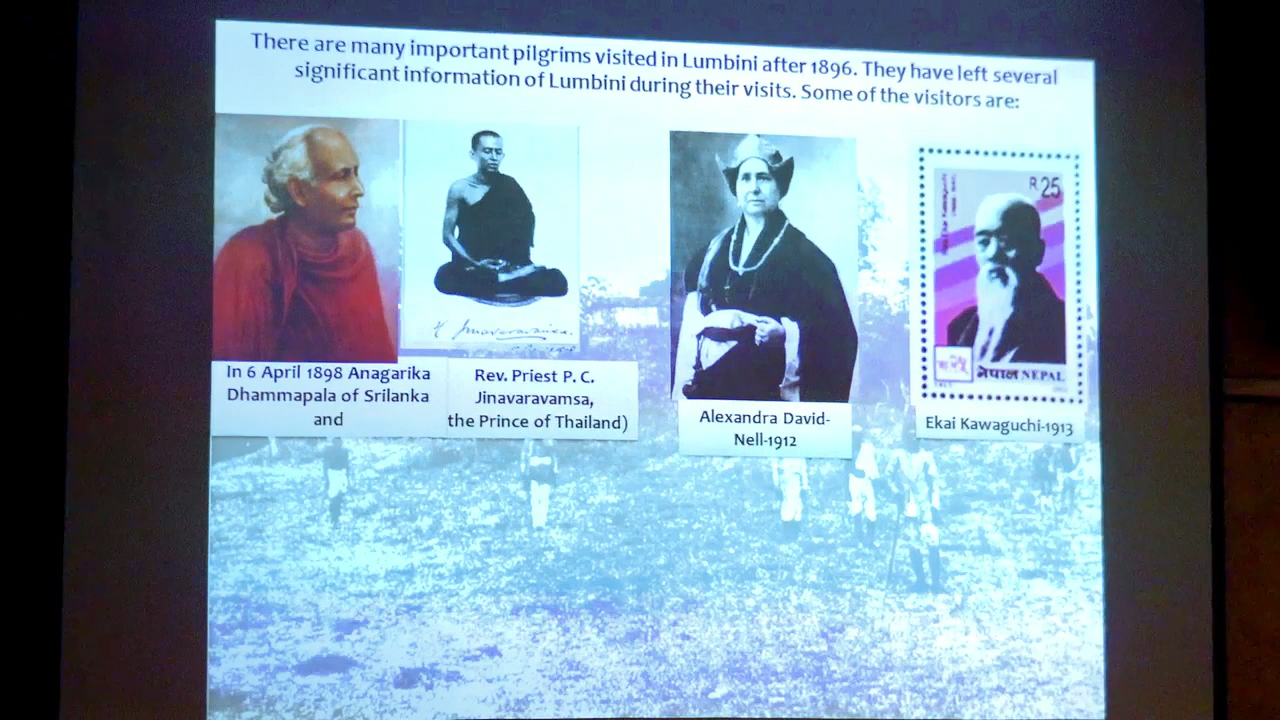 There are many important pilgrims visited in Lumbini after 1896. They have left several
significant information of Lumbini during their visits. Some of the visitors are:
R 25
नेपाल NEPAL
In 6 April 1898 Anagarika
Dhammapala of Srilanka
and
Rev. Priest P. C.
Jinavaravamsa,
the Prince of Thailand)
Alexandra David-
Nell-1912
Ekai Kawaguchi-1913